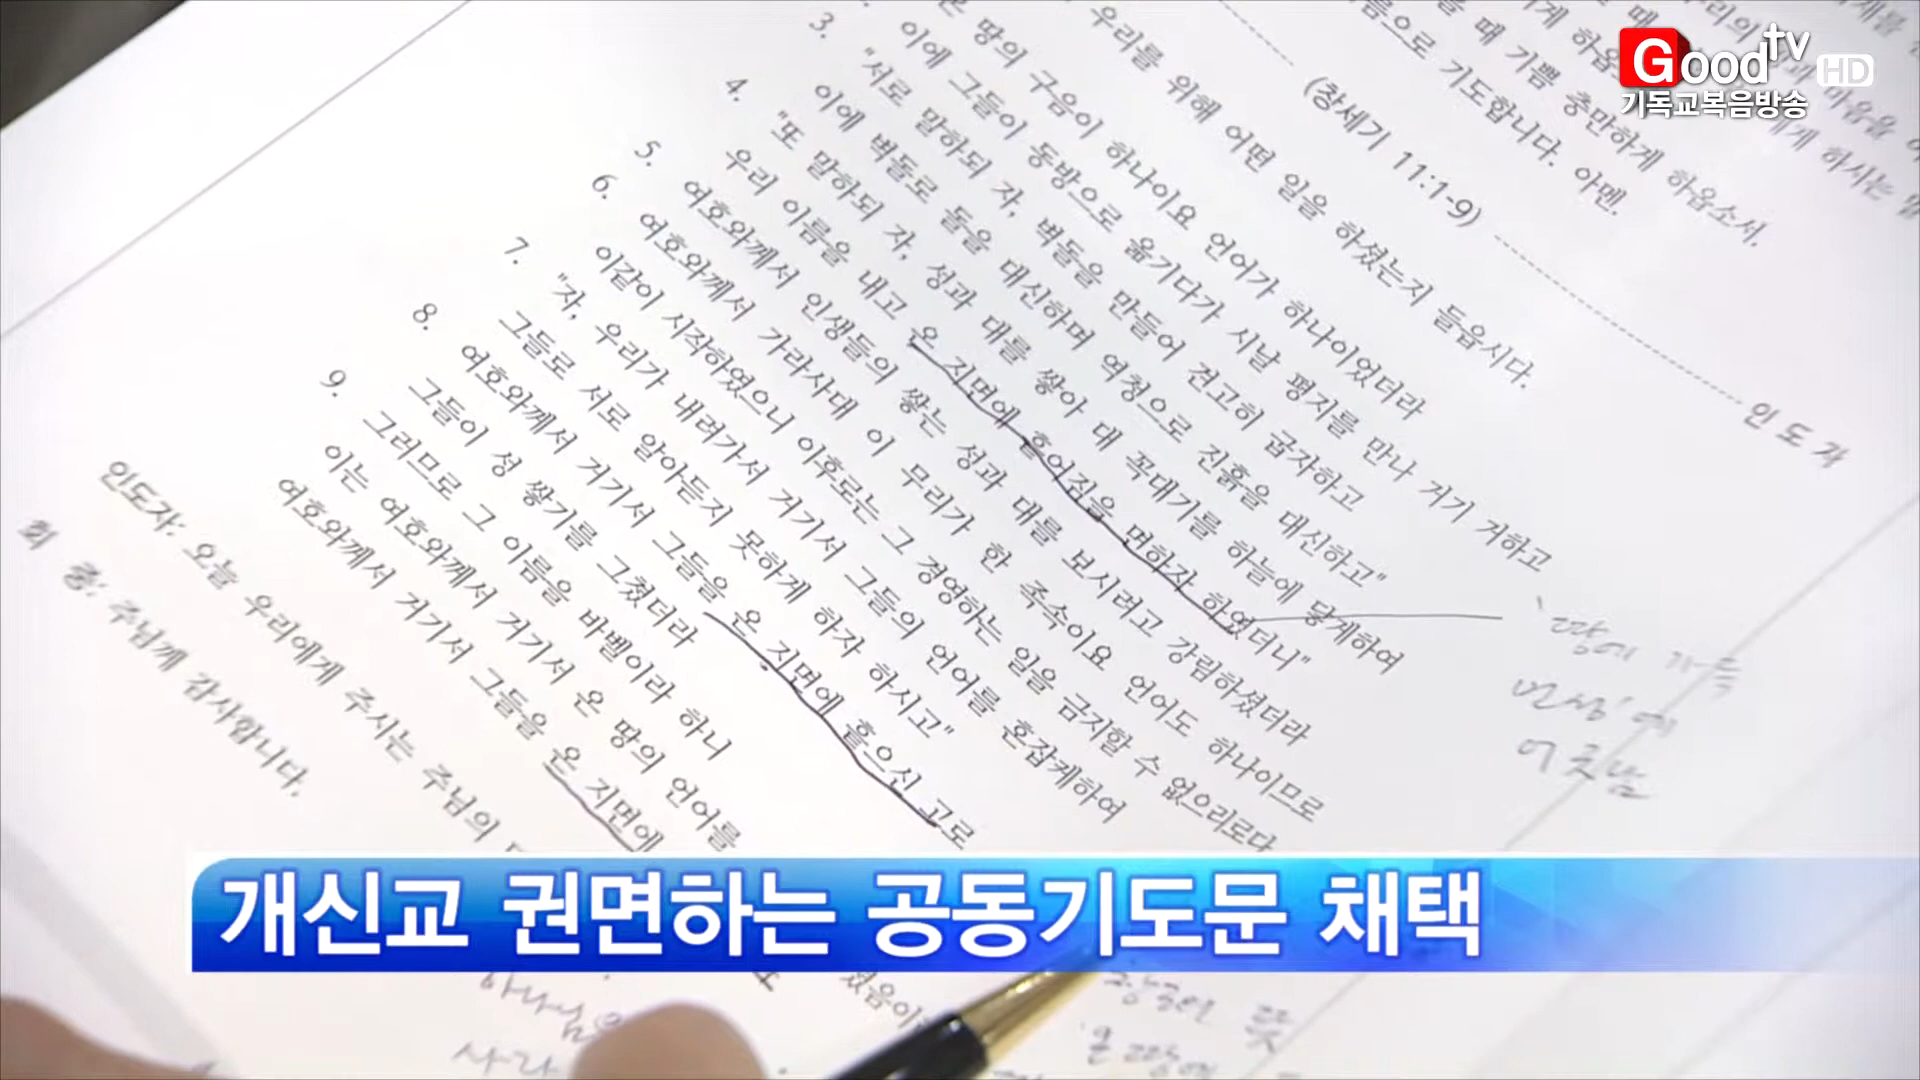 Good tv HD
기독교복음방송
때 기쁨 충만하게 하옵소서.
름으로 기도합니다. 아멘.
우리를 위해 어떤 일을 하셨는지 들읍시다.
(창세기 11:1-9) 인도자
온 땅의 구음이 하나이요 언어가 하나이었더라
이에 그들이 동방으로 옮기다가 시날 평지를 만나 거기 거하고
3. "서로 말하되 자, 벽돌을 만들어 견고히 굽자하고
이에 벽돌로 돌을 대신하며 역청으로 진흙을 대신하고"
4. "또 말하되 자, 성과 대를 쌓아 대 꼭대기를 하늘에 닿게하여
우리 이름을 내고 온 지면에 흩어짐을 면하자 하였더니"
5. 여호와께서 인생들의 쌓는 성과 대를 보시려고 강림하셨더라
6. 여호와께서 가라사대 이 무리가 한 족속이요 언어도 하나이므로
이같이 시작하였으니 이후로는 그 경영하는 일을 금지할 수 없으리로다
7. "자, 우리가 내려가서 거기서 그들의 언어를 혼잡케하여
그들로 서로 알아듣지 못하게 하자 하시고"
8. 여호와께서 거기서 그들을 온 지면에 흩으신 고로
그들이 성 쌓기를 그쳤더라
9. 그러므로 그 이름을 바벨이라 하니
이는 여호와께서 거기서 온 땅의 언어를
여호와께서 거기서 그들을 온 지면에
인도자: 오늘 우리에게 주시는 주님의
회 중: 주님께 감사합니다.
땅에 가득
번성'에
어긋남
개신교 권면하는 공동기도문 채택